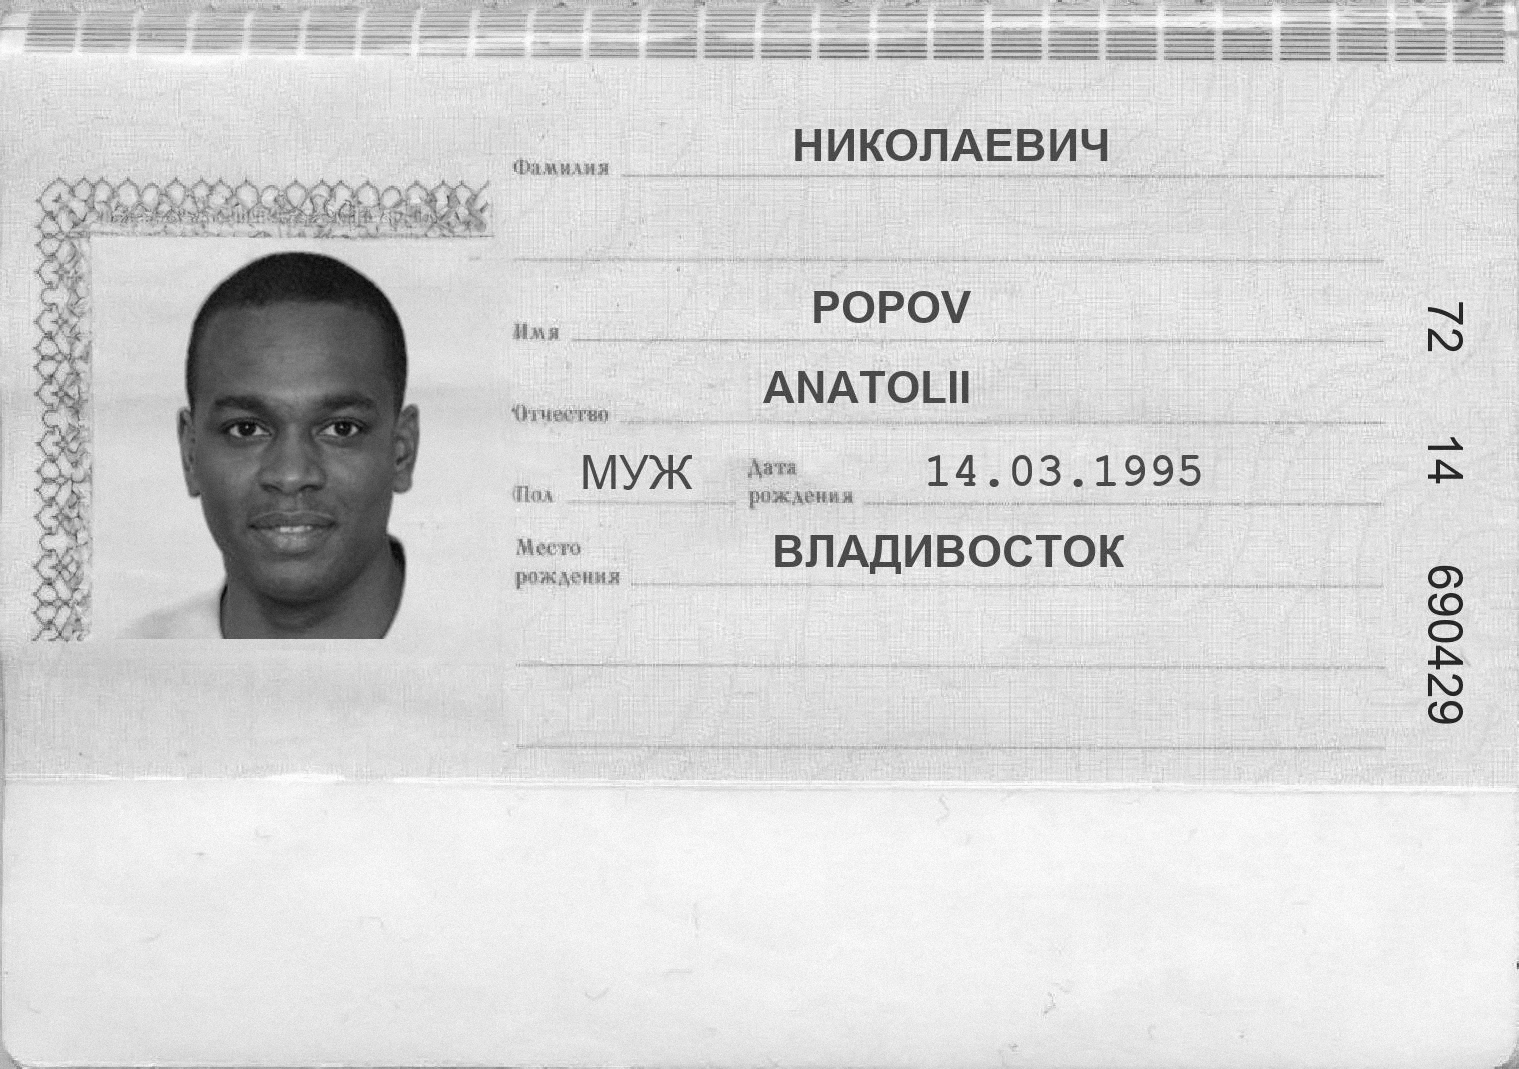 Фамилия НИКОЛАЕВИЧ
Имя POPOV
Отчество ANATOLII
Пол МУЖ Дата рождения 14.03.1995
Место рождения ВЛАДИВОСТОК
72 14 690429